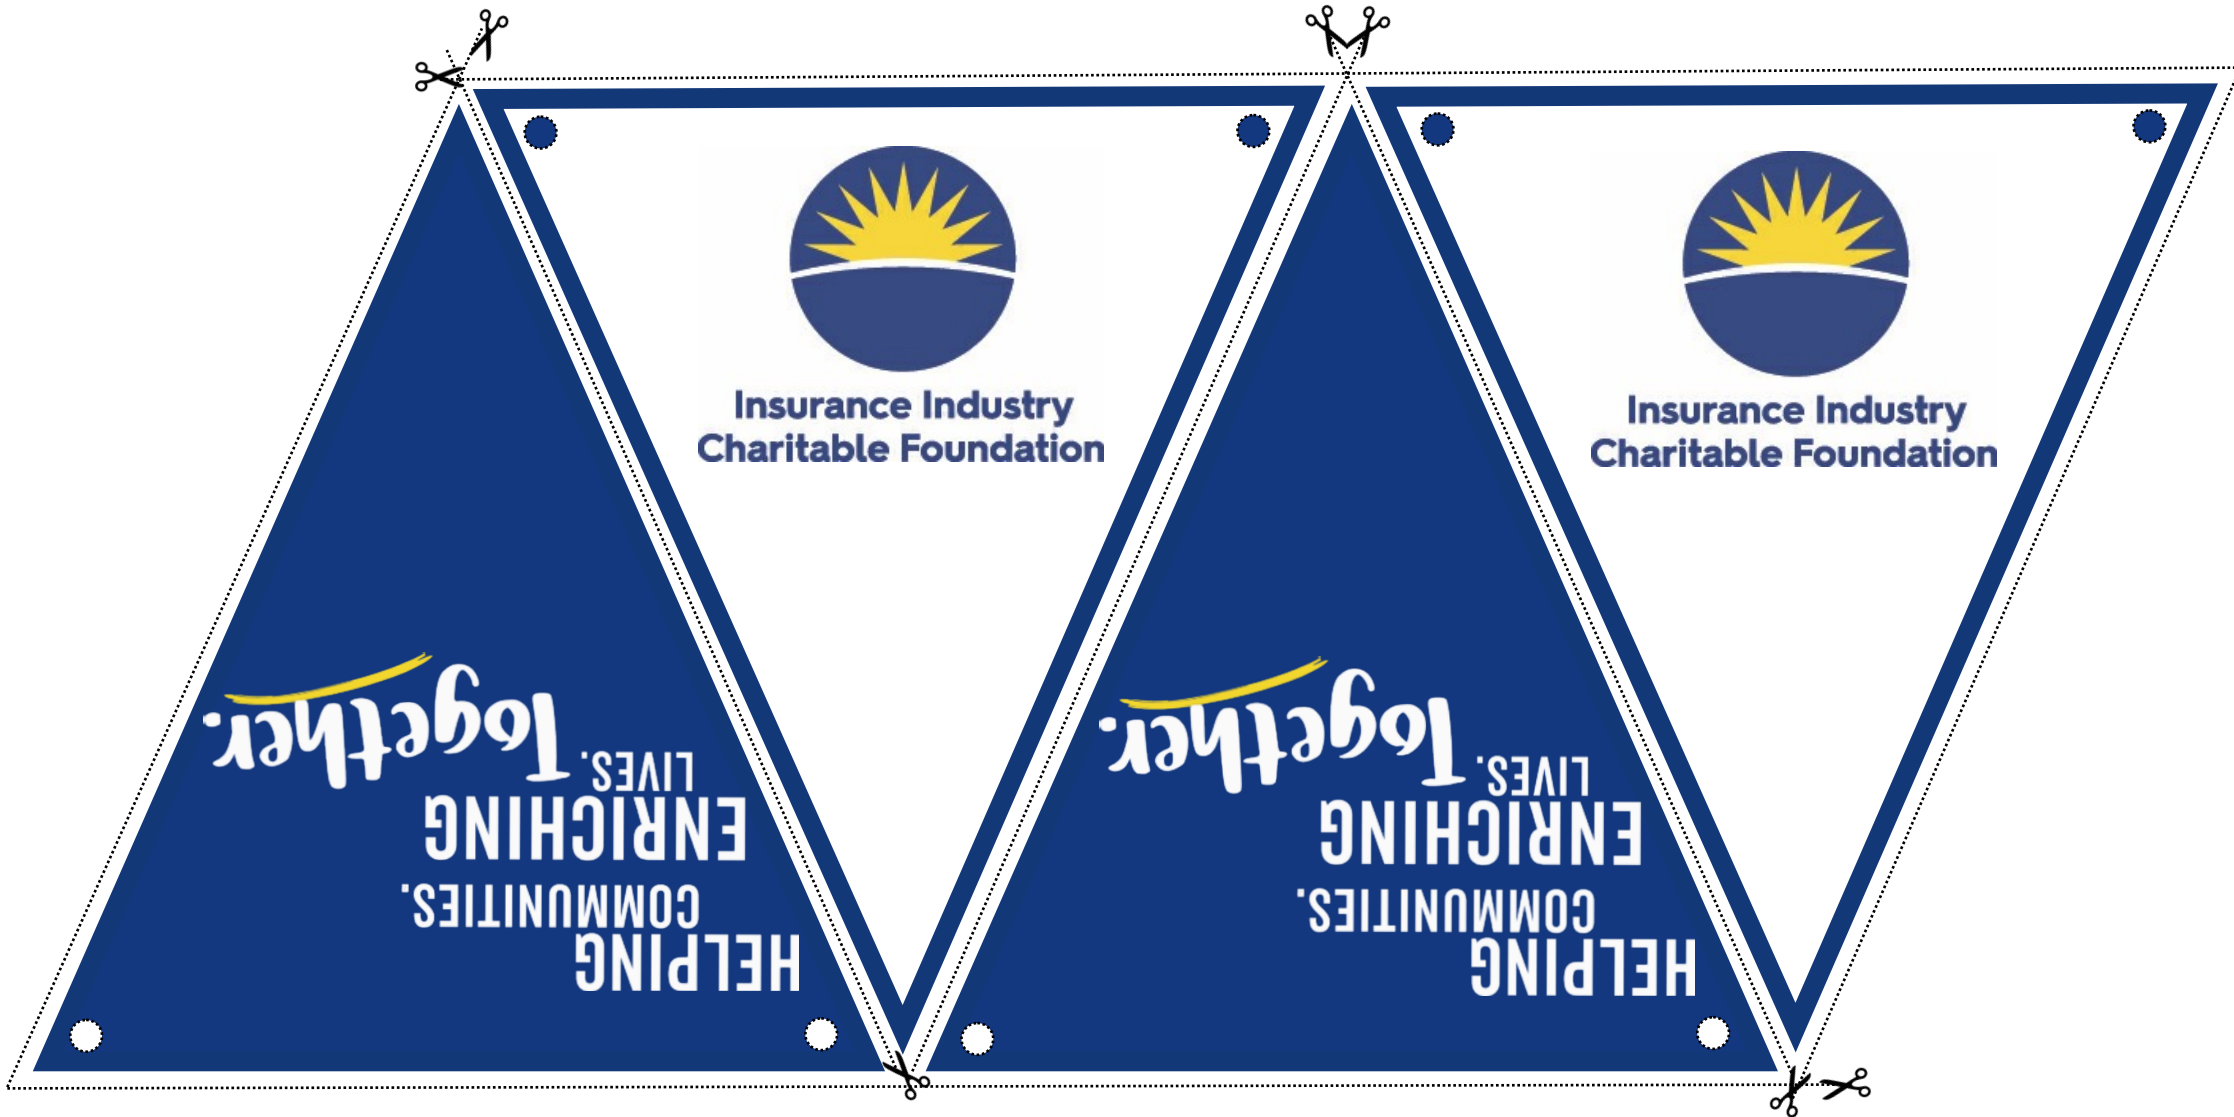 Insurance Industry
Charitable Foundation
Insurance Industry
Charitable Foundation
HELPING
COMMUNITIES.
ENRICHING
LIVES.
Together.
HELPING
COMMUNITIES.
ENRICHING
LIVES.
Together.